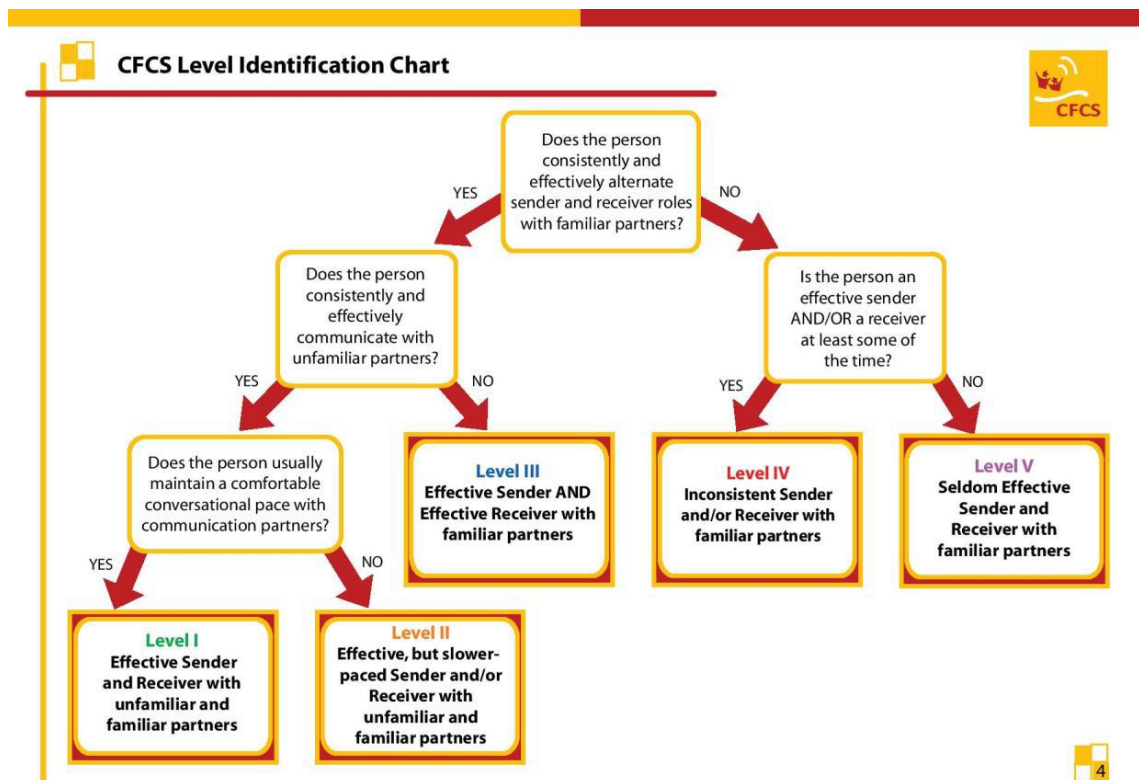 CFCS Level Identification Chart
CFCS
Does the person
consistently and
effectively alternate
sender and receiver roles
with familiar partners?
YES
NO
Does the person
consistently and
effectively
communicate with
unfamiliar partners?
Is the person an
effective sender
AND/OR a receiver
at least some of
the time?
YES
NO
YES
NO
Does the person usually
maintain a comfortable
conversational pace with
communication partners?
Level III
Effective Sender AND
Effective Receiver with
familiar partners
Level IV
Inconsistent Sender
and/or Receiver with
familiar partners
Level V
Seldom Effective
Sender and
Receiver with
familiar partners
YES
NO
Level I
Effective Sender
and Receiver with
unfamiliar and
familiar partners
Level II
Effective, but slower-
paced Sender and/or
Receiver with
unfamiliar and
familiar partners
4